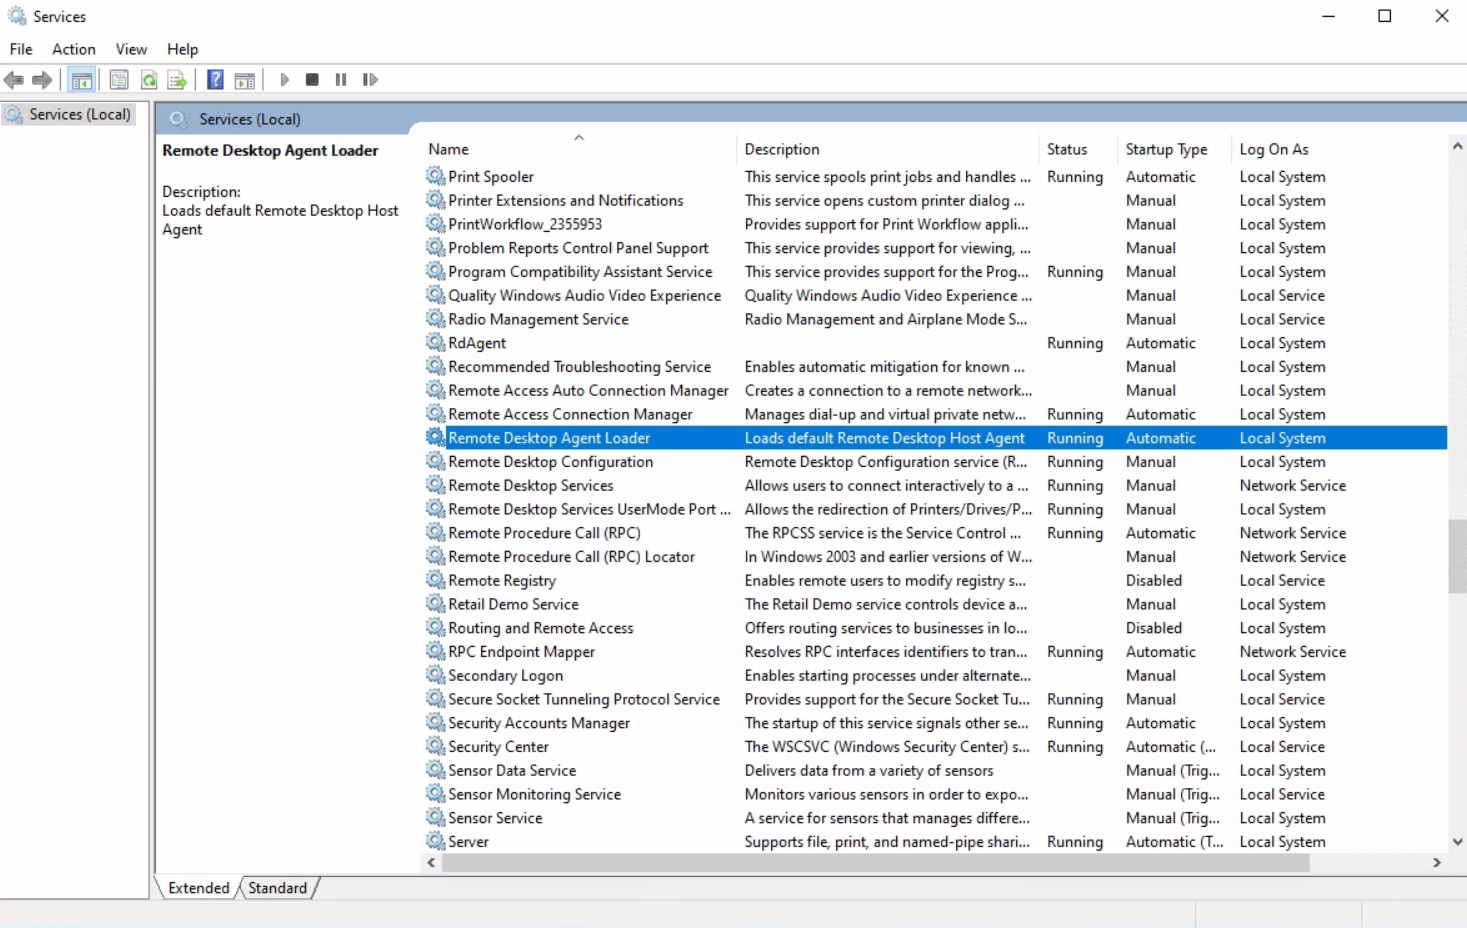 Services
File Action View Help
Services (Local)
Services (Local)
Remote Desktop Agent Loader
Description:
Loads default Remote Desktop Host
Agent
Name Description Status Startup Type Log On As
Print Spooler This service spools print jobs and handles ... Running Automatic Local System
Printer Extensions and Notifications This service opens custom printer dialog ... Manual Local System
PrintWorkflow_2355953 Provides support for Print Workflow appli... Manual Local System
Problem Reports Control Panel Support This service provides support for viewing, ... Manual Local System
Program Compatibility Assistant Service This service provides support for the Prog... Running Manual Local System
Quality Windows Audio Video Experience Quality Windows Audio Video Experience ... Manual Local Service
Radio Management Service Radio Management and Airplane Mode S... Manual Local Service
RdAgent Running Automatic Local System
Recommended Troubleshooting Service Enables automatic mitigation for known ... Manual Local System
Remote Access Auto Connection Manager Creates a connection to a remote network... Manual Local System
Remote Access Connection Manager Manages dial-up and virtual private netw... Running Automatic Local System
Remote Desktop Agent Loader Loads default Remote Desktop Host Agent Running Automatic Local System
Remote Desktop Configuration Remote Desktop Configuration service (R... Running Manual Local System
Remote Desktop Services Allows users to connect interactively to a ... Running Manual Network Service
Remote Desktop Services UserMode Port ... Allows the redirection of Printers/Drives/P... Running Manual Local System
Remote Procedure Call (RPC) The RPCSS service is the Service Control ... Running Automatic Network Service
Remote Procedure Call (RPC) Locator In Windows 2003 and earlier versions of W... Manual Network Service
Remote Registry Enables remote users to modify registry s... Disabled Local Service
Retail Demo Service The Retail Demo service controls device a... Manual Local System
Routing and Remote Access Offers routing services to businesses in lo... Disabled Local System
RPC Endpoint Mapper Resolves RPC interfaces identifiers to tran... Running Automatic Network Service
Secondary Logon Enables starting processes under alternate... Manual Local System
Secure Socket Tunneling Protocol Service Provides support for the Secure Socket Tu... Running Manual Local Service
Security Accounts Manager The startup of this service signals other se... Running Automatic Local System
Security Center The WSCSVC (Windows Security Center) s... Running Automatic (... Local Service
Sensor Data Service Delivers data from a variety of sensors Manual (Trig... Local System
Sensor Monitoring Service Monitors various sensors in order to expo... Manual (Trig... Local Service
Sensor Service A service for sensors that manages differe... Manual (Trig... Local System
Server Supports file, print, and named-pipe shari... Running Automatic (T... Local System
Extended Standard